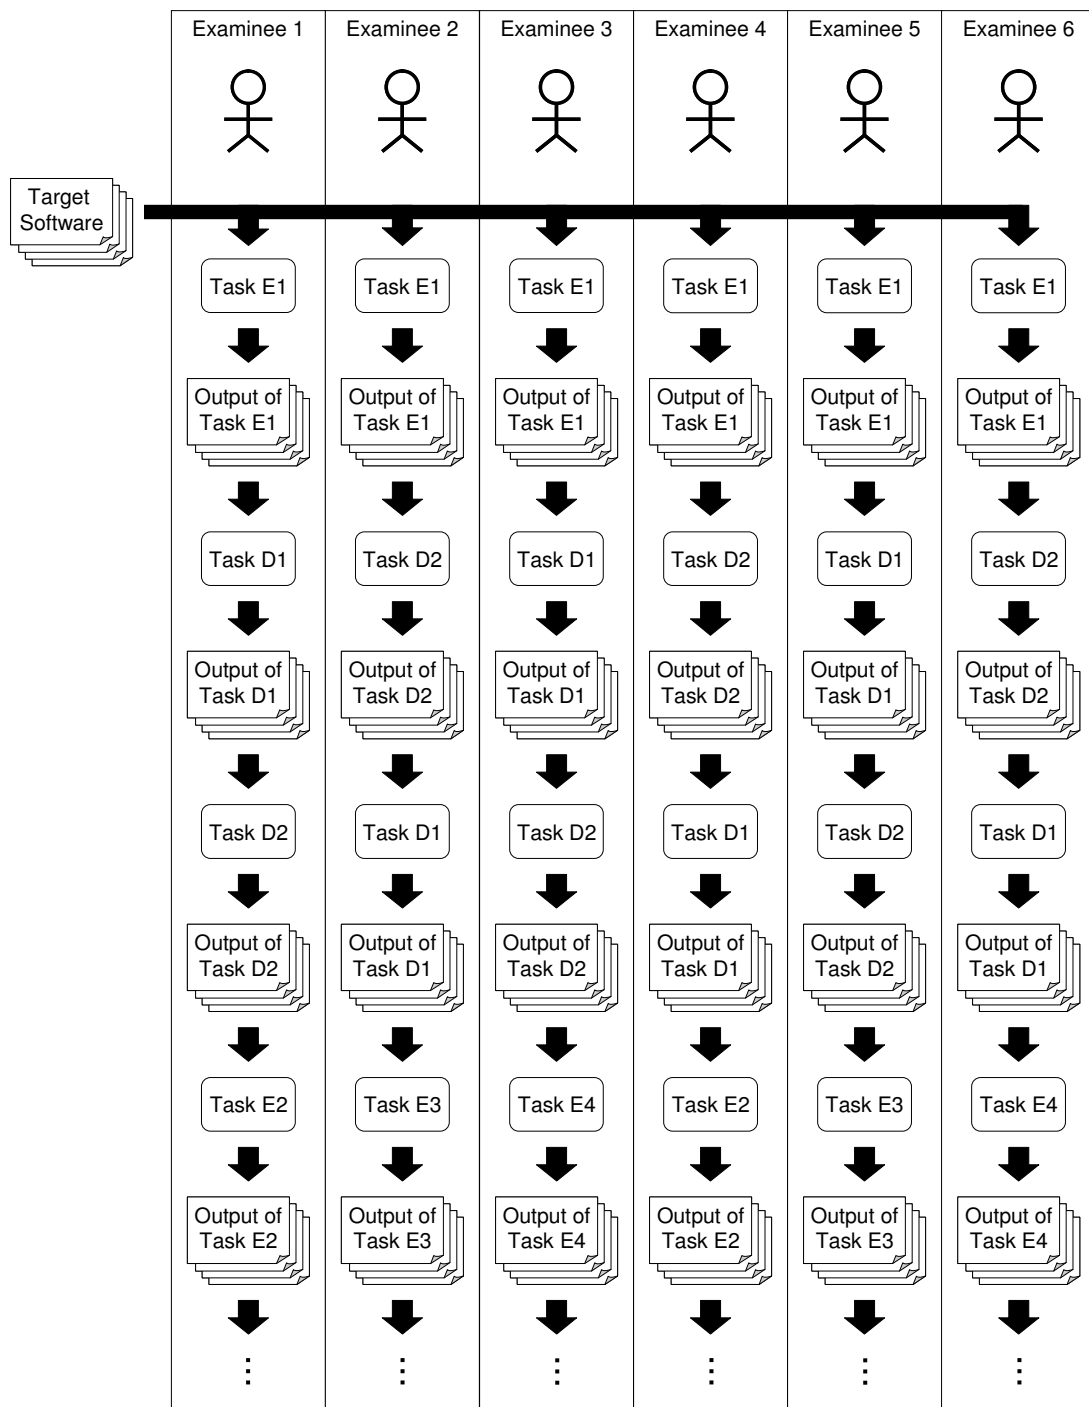 Examinee 1 Examinee 2 Examinee 3 Examinee 4 Examinee 5 Examinee 6
Target
Software
Task E1 Task E1 Task E1 Task E1 Task E1 Task E1
Output of Output of Output of Output of Output of Output of
Task E1 Task E1 Task E1 Task E1 Task E1 Task E1
Task D1 Task D2 Task D1 Task D2 Task D1 Task D2
Output of Output of Output of Output of Output of Output of
Task D1 Task D2 Task D1 Task D2 Task D1 Task D2
Task D2 Task D1 Task D2 Task D1 Task D2 Task D1
Output of Output of Output of Output of Output of Output of
Task D2 Task D1 Task D2 Task D1 Task D2 Task D1
Task E2 Task E3 Task E4 Task E2 Task E3 Task E4
Output of Output of Output of Output of Output of Output of
Task E2 Task E3 Task E4 Task E2 Task E3 Task E4